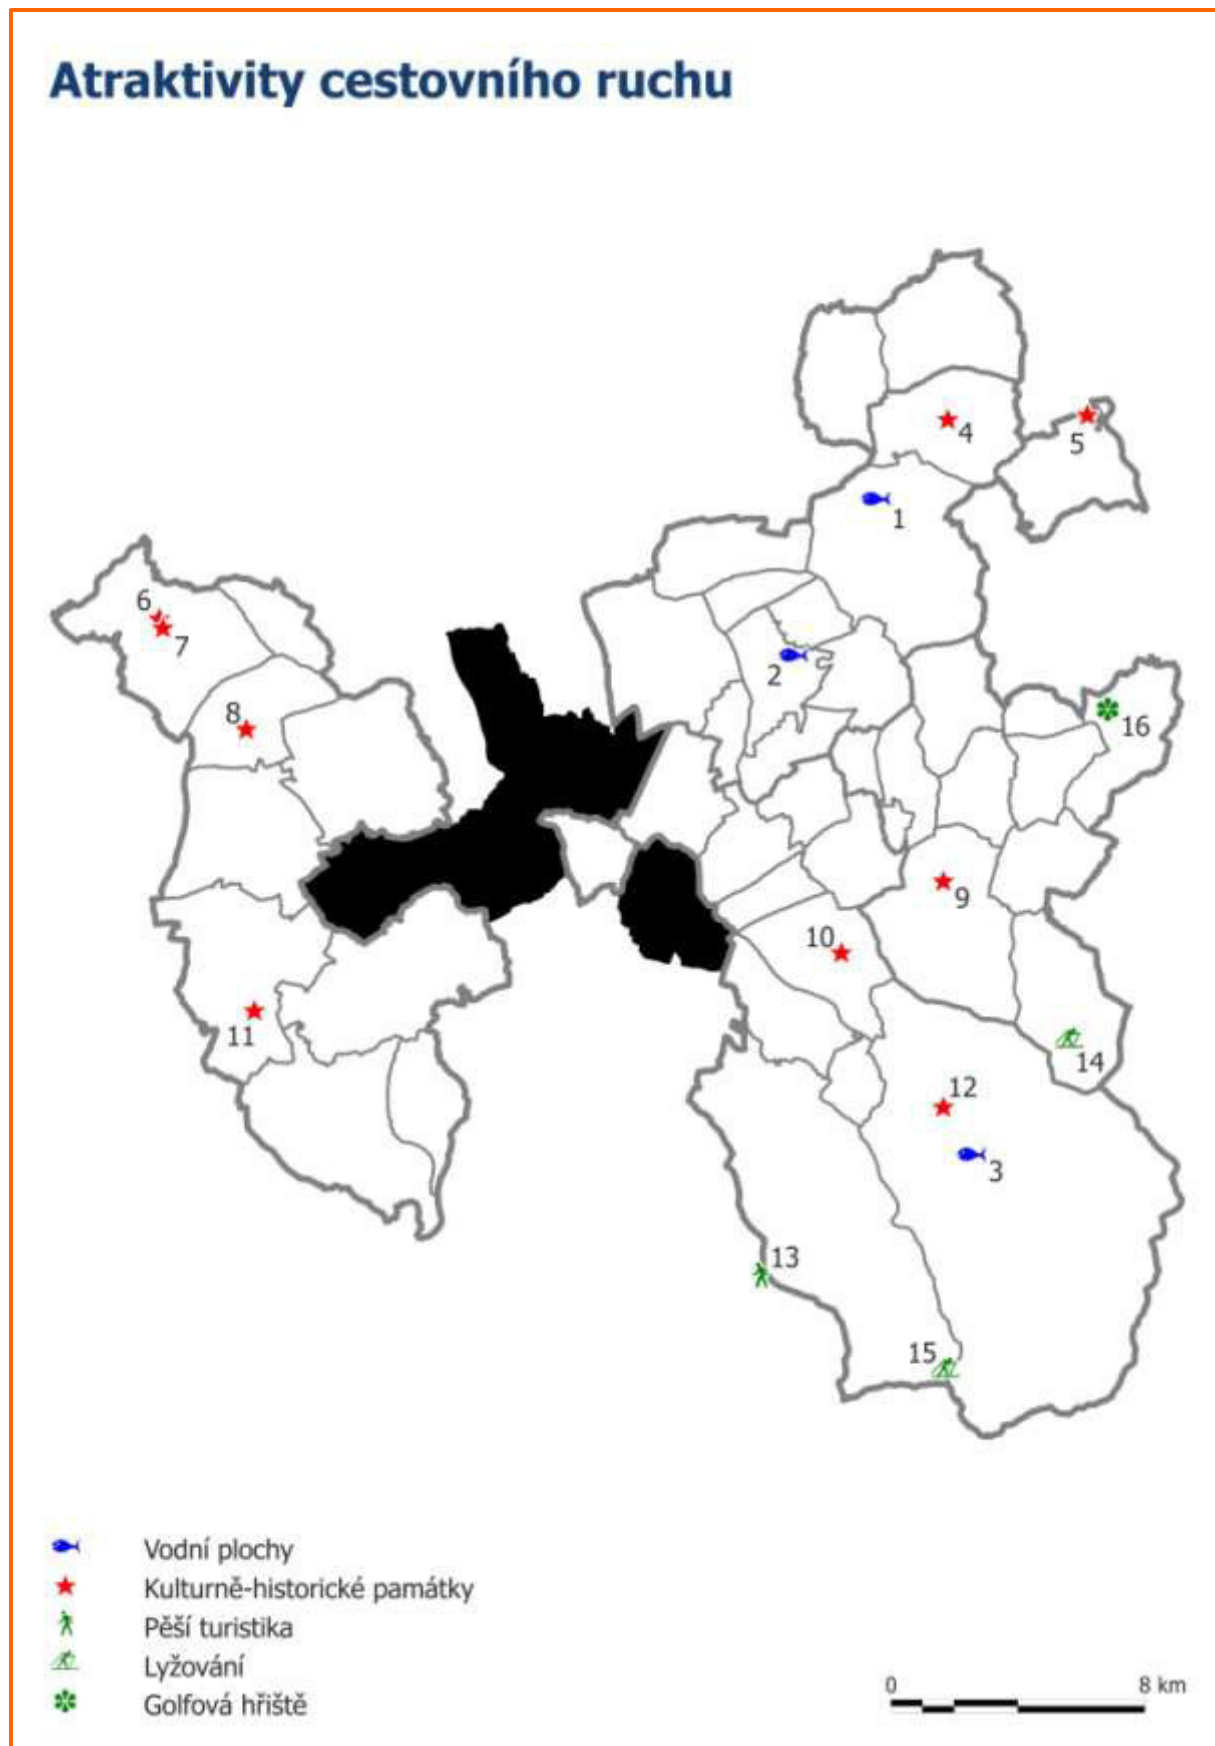 Atraktivity cestovního ruchu
4
5
1
6
7
2
8
16
9
10
11
14
12
3
13
15
Vodní plochy
Kulturně-historické památky
Pěší turistika
Lyžování
Golfová hřiště
0 8 km